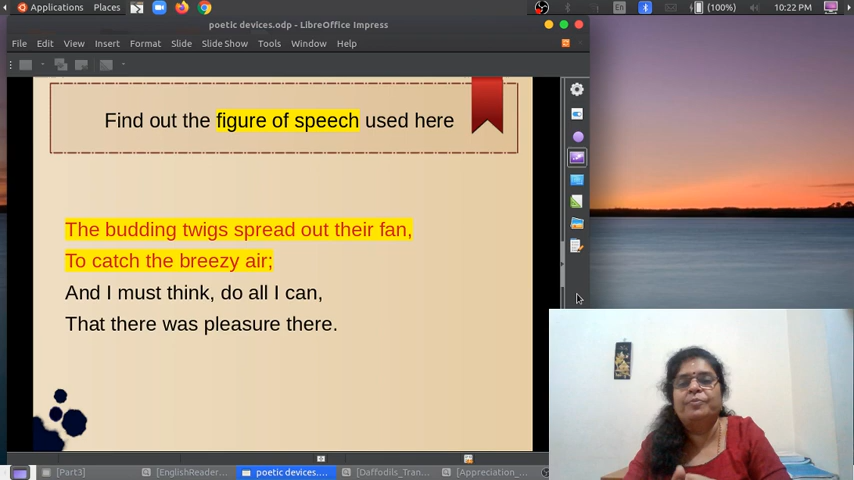 Applications Places En (100%) 10:22 PM
poetic devices.odp - LibreOffice Impress
File Edit View Insert Format Slide Slide Show Tools Window Help
Find out the figure of speech used here
The budding twigs spread out their fan,
To catch the breezy air;
And I must think, do all I can,
That there was pleasure there.
[Part3] [EnglishReader... poetic devices.... [Daffodils_Tran... [Appreciation_...